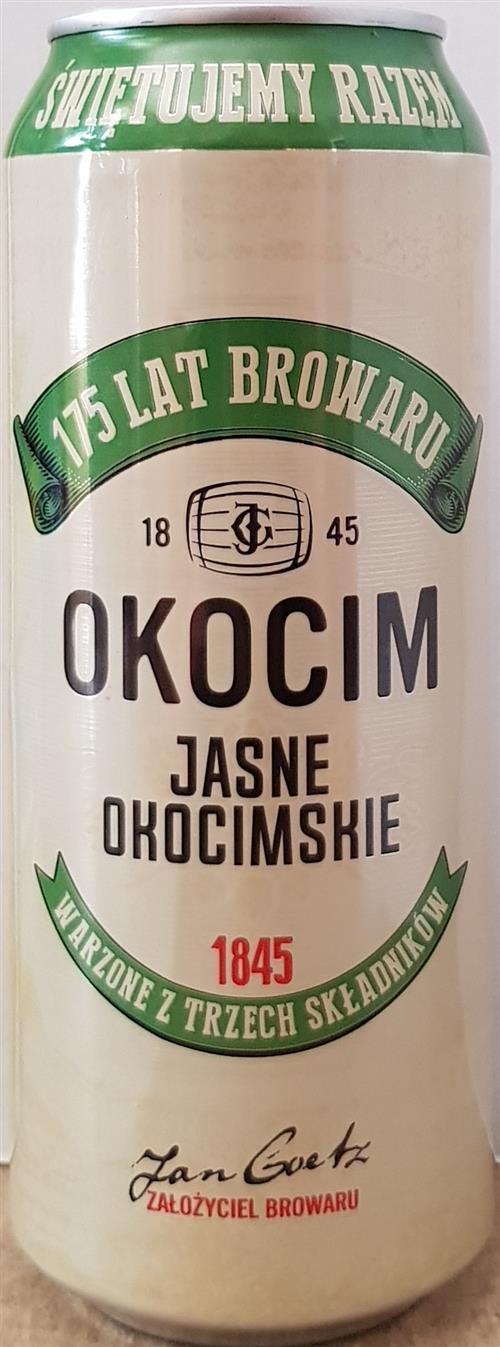 ŚWIĘTUJEMY RAZEM
175 LAT BROWARU
18 JG 45
OKOCIM
JASNE
OKOCIMSKIE
1845
WARZONE Z TRZECH SKŁADNIKÓW
Jan Goetz
ZAŁOŻYCIEL BROWARU